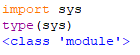 import sys
type(sys)
<class 'module'>